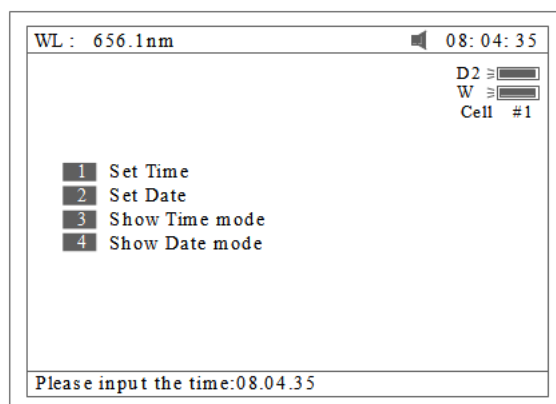 WL: 656.1nm 08:04:35
D2
W
Cell #1
1 Set Time
2 Set Date
3 Show Time mode
4 Show Date mode
Please input the time:08.04.35